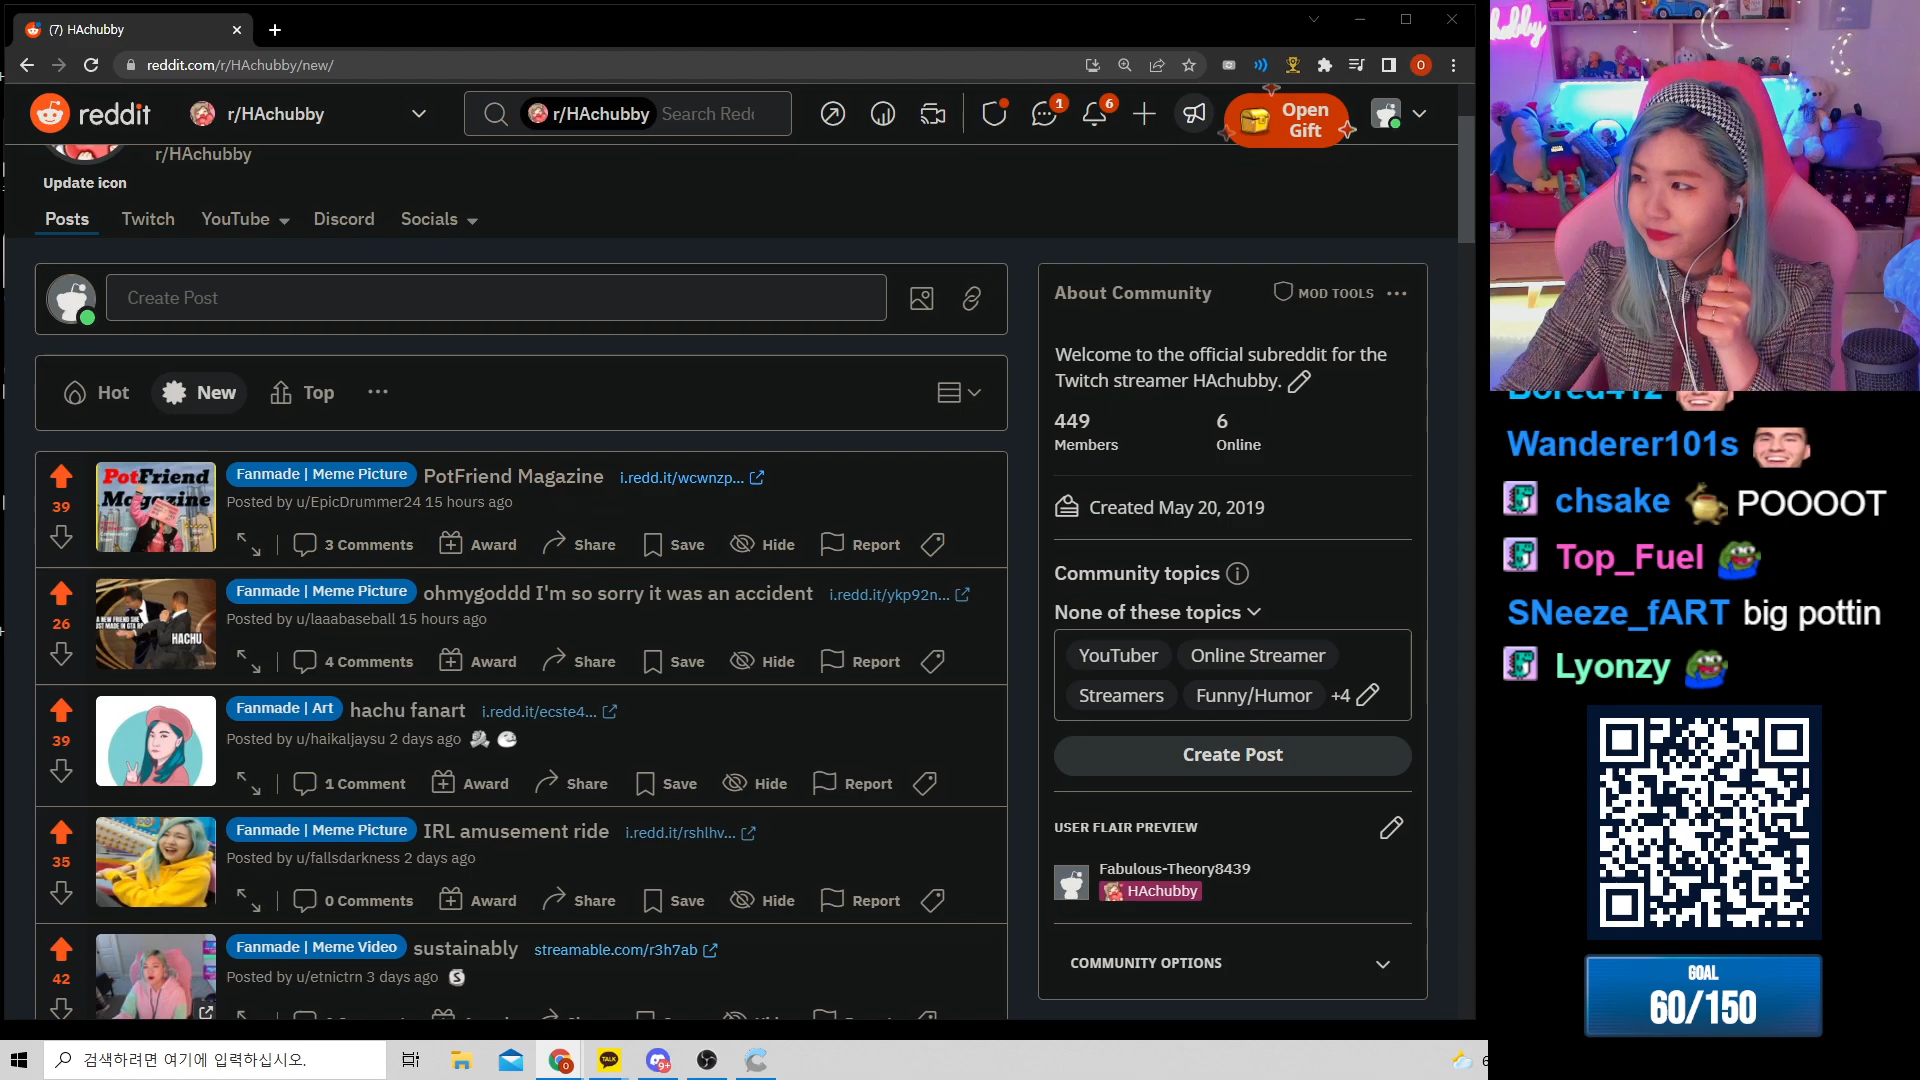 (7) HAchubby
reddit.com/r/HAchubby/new/
reddit
r/HAchubby
r/HAchubby Search Redd
1
6
Open
Gift
r/HAchubby
Update icon
Posts
Twitch
YouTube
Discord
Socials
Create Post
Hot
New
Top
39
PotFriend
Magazine
Fanmade | Meme Picture PotFriend Magazine i.redd.it/wcwnzp...
Posted by u/EpicDrummer24 15 hours ago
3 Comments Award Share Save Hide Report
26
HACHU
Fanmade | Meme Picture ohmygoddd I'm so sorry it was an accident i.redd.it/ykp92n...
Posted by u/laaabaseball 15 hours ago
4 Comments Award Share Save Hide Report
39
Fanmade | Art hachu fanart i.redd.it/ecste4...
Posted by u/haikaljaysu 2 days ago
1 Comment Award Share Save Hide Report
35
Fanmade | Meme Picture IRL amusement ride i.redd.it/rshlhv...
Posted by u/fallsdarkness 2 days ago
0 Comments Award Share Save Hide Report
42
Fanmade | Meme Video sustainably streamable.com/r3h7ab
Posted by u/etnictrn 3 days ago
About Community
MOD TOOLS
Welcome to the official subreddit for the
Twitch streamer HAchubby.
449
Members
6
Online
Created May 20, 2019
Community topics
None of these topics
YouTuber
Online Streamer
Streamers
Funny/Humor
+4
Create Post
USER FLAIR PREVIEW
Fabulous-Theory8439
HAchubby
COMMUNITY OPTIONS
Bored412
Wanderer101s
chsake POOOOT
Top_Fuel
SNeeze_fART big pottin
Lyonzy
GOAL
60/150
검색하려면 여기에 입력하십시오.
TALK
9+